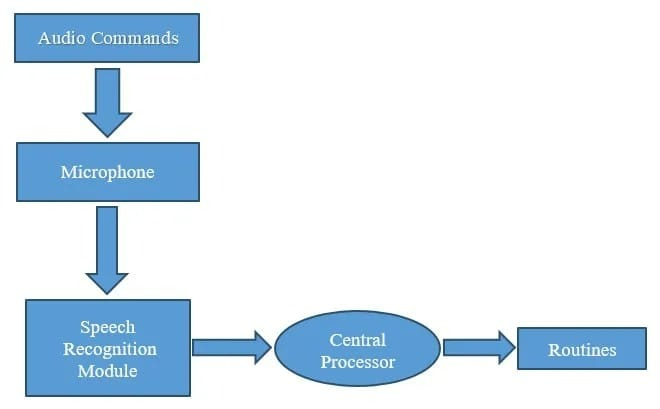 Audio Commands
Microphone
Speech
Recognition
Module
Central
Processor
Routines